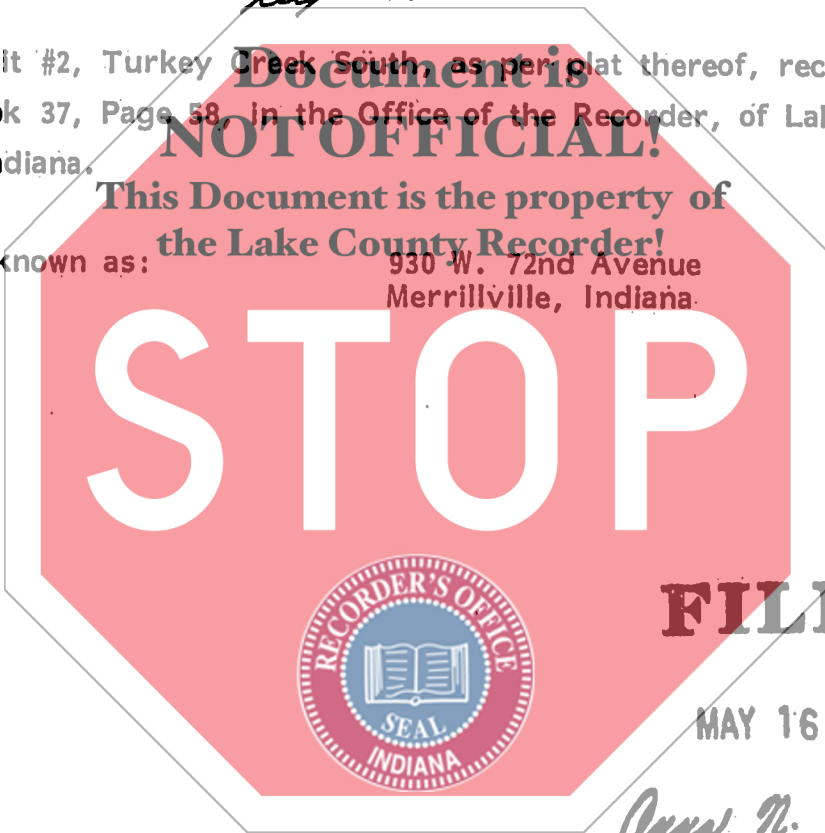 it #2, Turkey Creek South, as per plat thereof, rec
Document is
k 37, Page 58, in the Office of the Recorder, of Lak
NOT OFFICIAL!
diana.
This Document is the property of
the Lake County Recorder!
known as: 930 W. 72nd Avenue
Merrillville, Indiana
STOP
RECORDER'S OFFICE
SEAL
INDIANA
FIL
MAY 16